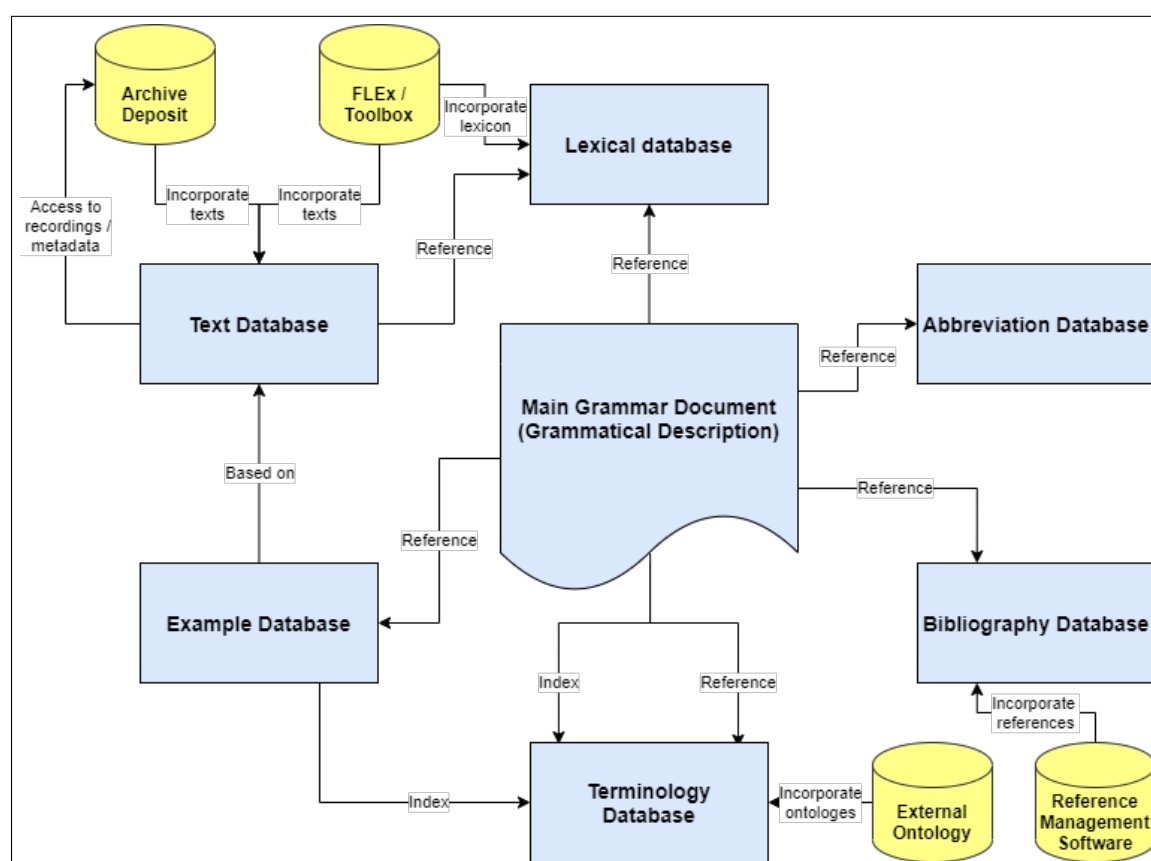 Archive
Deposit
FLEx /
Toolbox
Incorporate
lexicon
Lexical database
Access to
recordings /
metadata
Incorporate
texts
Incorporate
texts
Reference
Reference
Text Database
Abbreviation Database
Reference
Main Grammar Document
(Grammatical Description)
Based on
Reference
Reference
Example Database
Bibliography Database
Index
Reference
Incorporate
references
Index
Terminology
Database
Incorporate
ontologes
External
Ontology
Reference
Management
Software